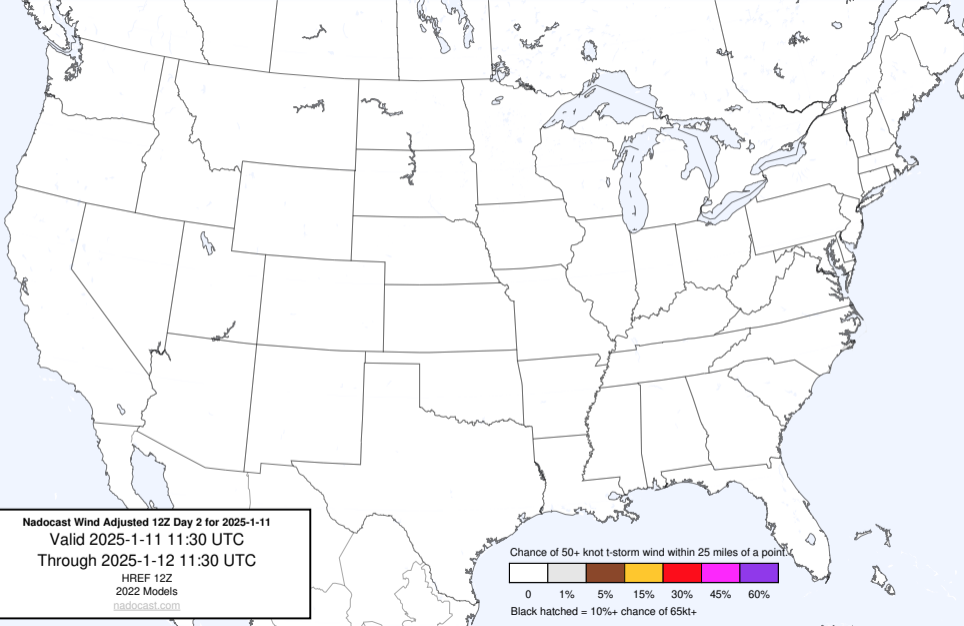 Nadocast Wind Adjusted 12Z Day 2 for 2025-1-11
Valid 2025-1-11 11:30 UTC
Through 2025-1-12 11:30 UTC
HREF 12Z
2022 Models
nadocast.com
Chance of 50+ knot t-storm wind within 25 miles of a point.
0 1% 5% 15% 30% 45% 60%
Black hatched = 10%+ chance of 65kt+